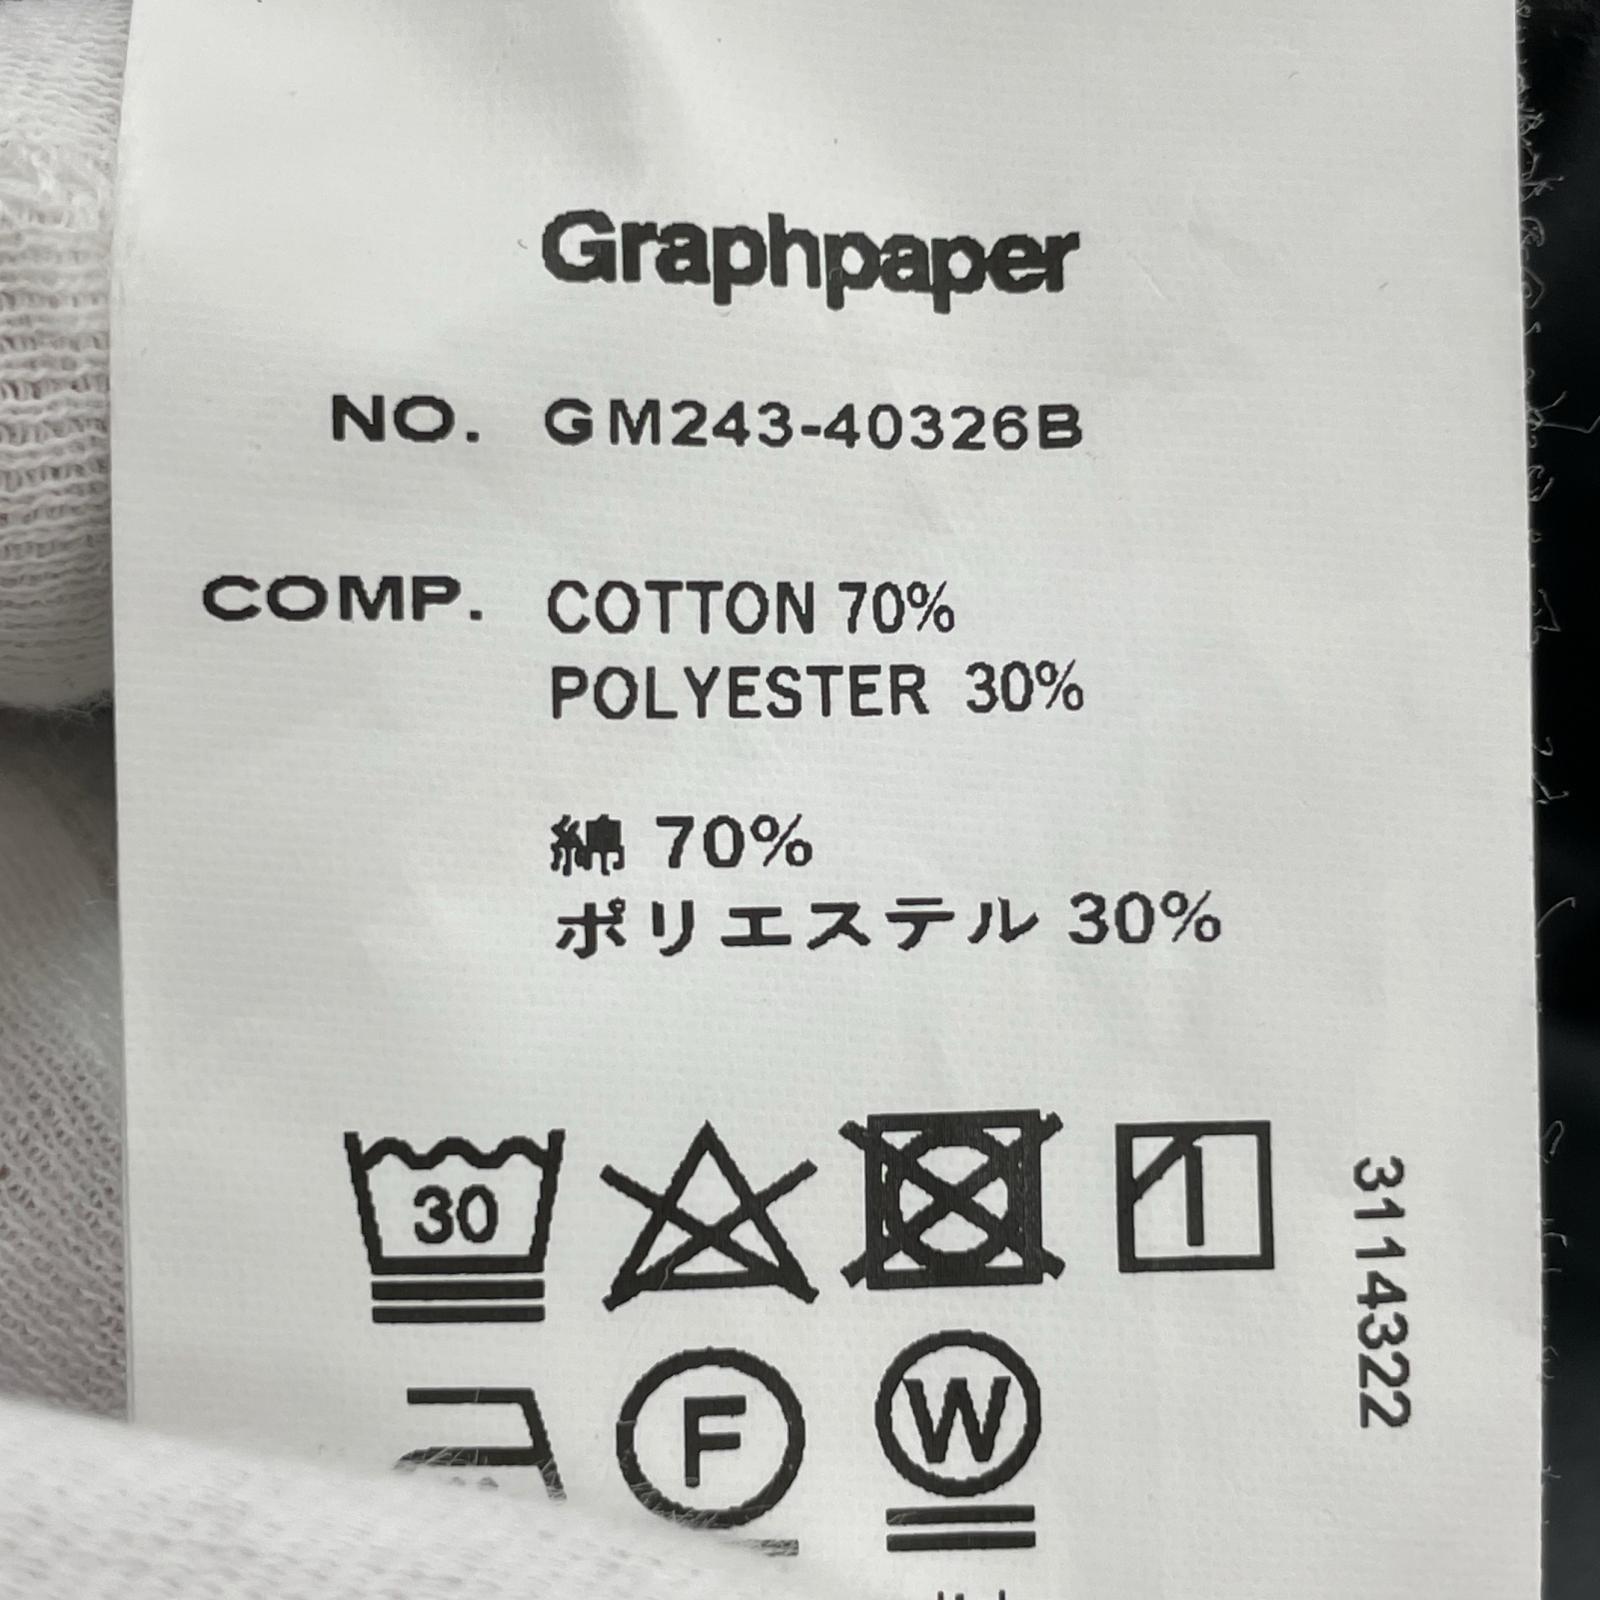 Graphpaper
NO. GM243-40326B
COMP. COTTON 70%
POLYESTER 30%
綿 70%
ポリエステル 30%
30
F
W
3114322